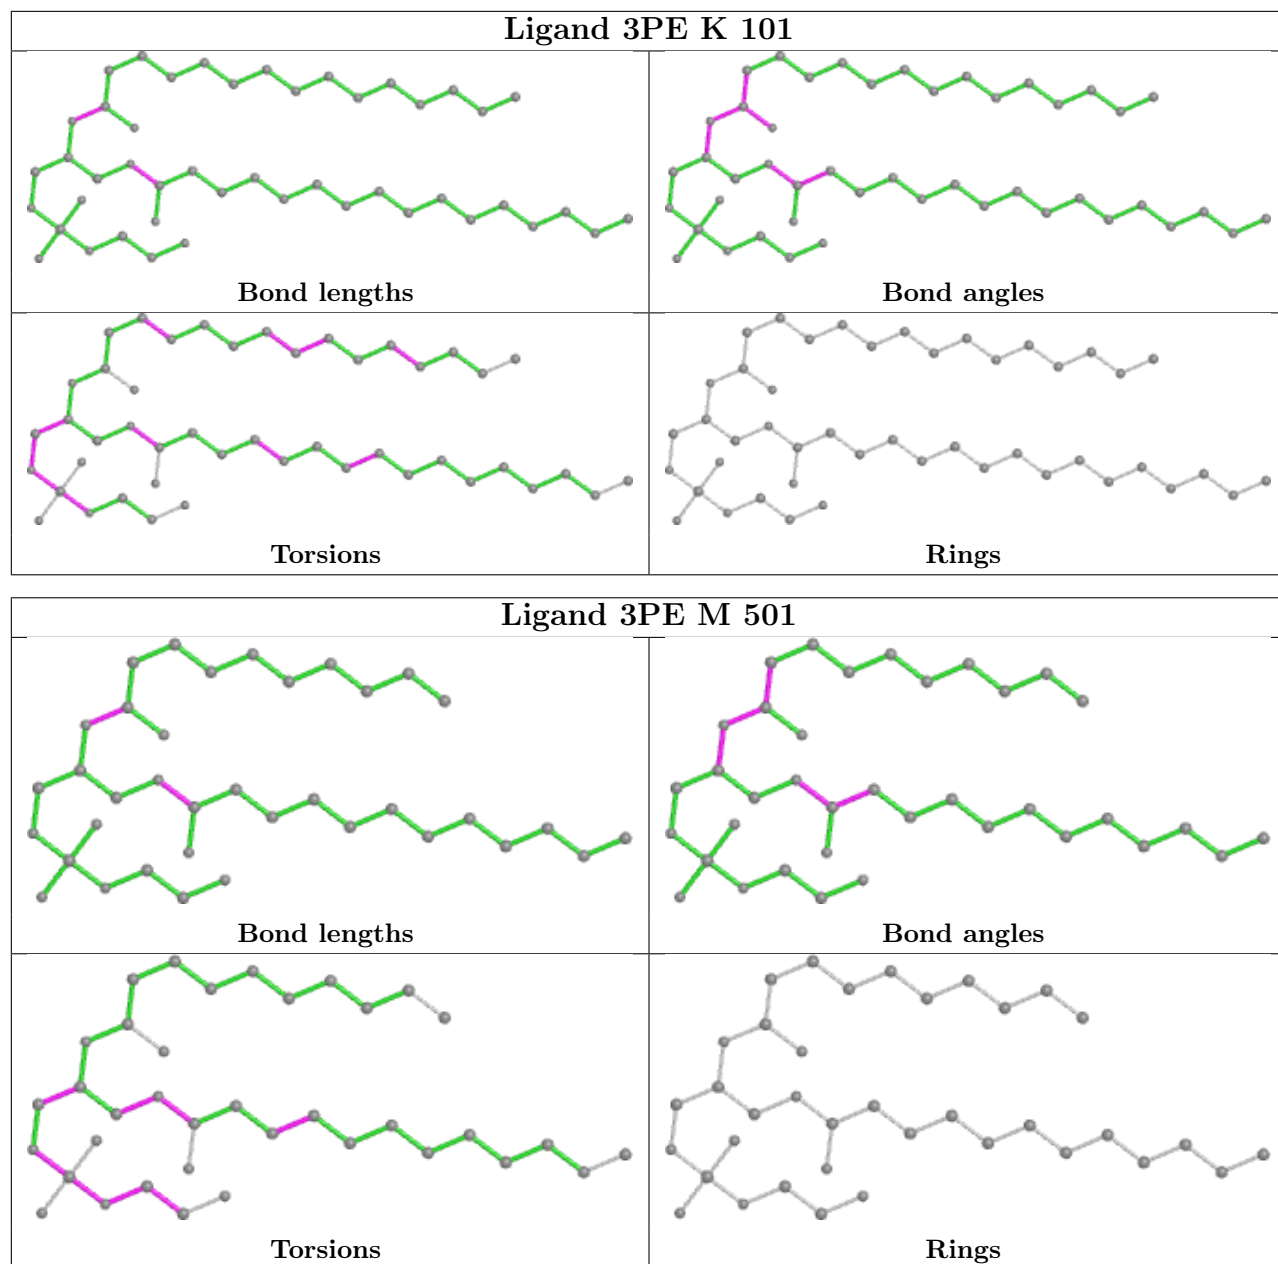 Ligand 3PE K 101
Bond lengths
Bond angles
Torsions
Rings
Ligand 3PE M 501
Bond lengths
Bond angles
Torsions
Rings